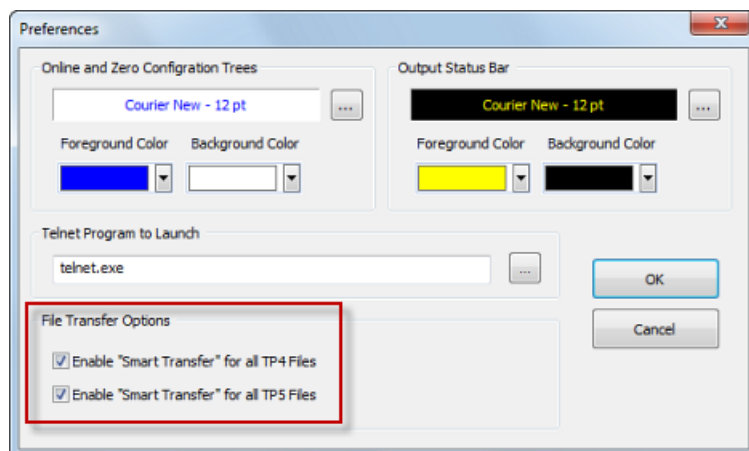 Preferences
Online and Zero Configration Trees
Courier New - 12 pt
...
Foreground Color Background Color
Output Status Bar
Courier New - 12 pt
...
Foreground Color Background Color
Telnet Program to Launch
telnet.exe
...
OK
Cancel
File Transfer Options
Enable "Smart Transfer" for all TP4 Files
Enable "Smart Transfer" for all TP5 Files